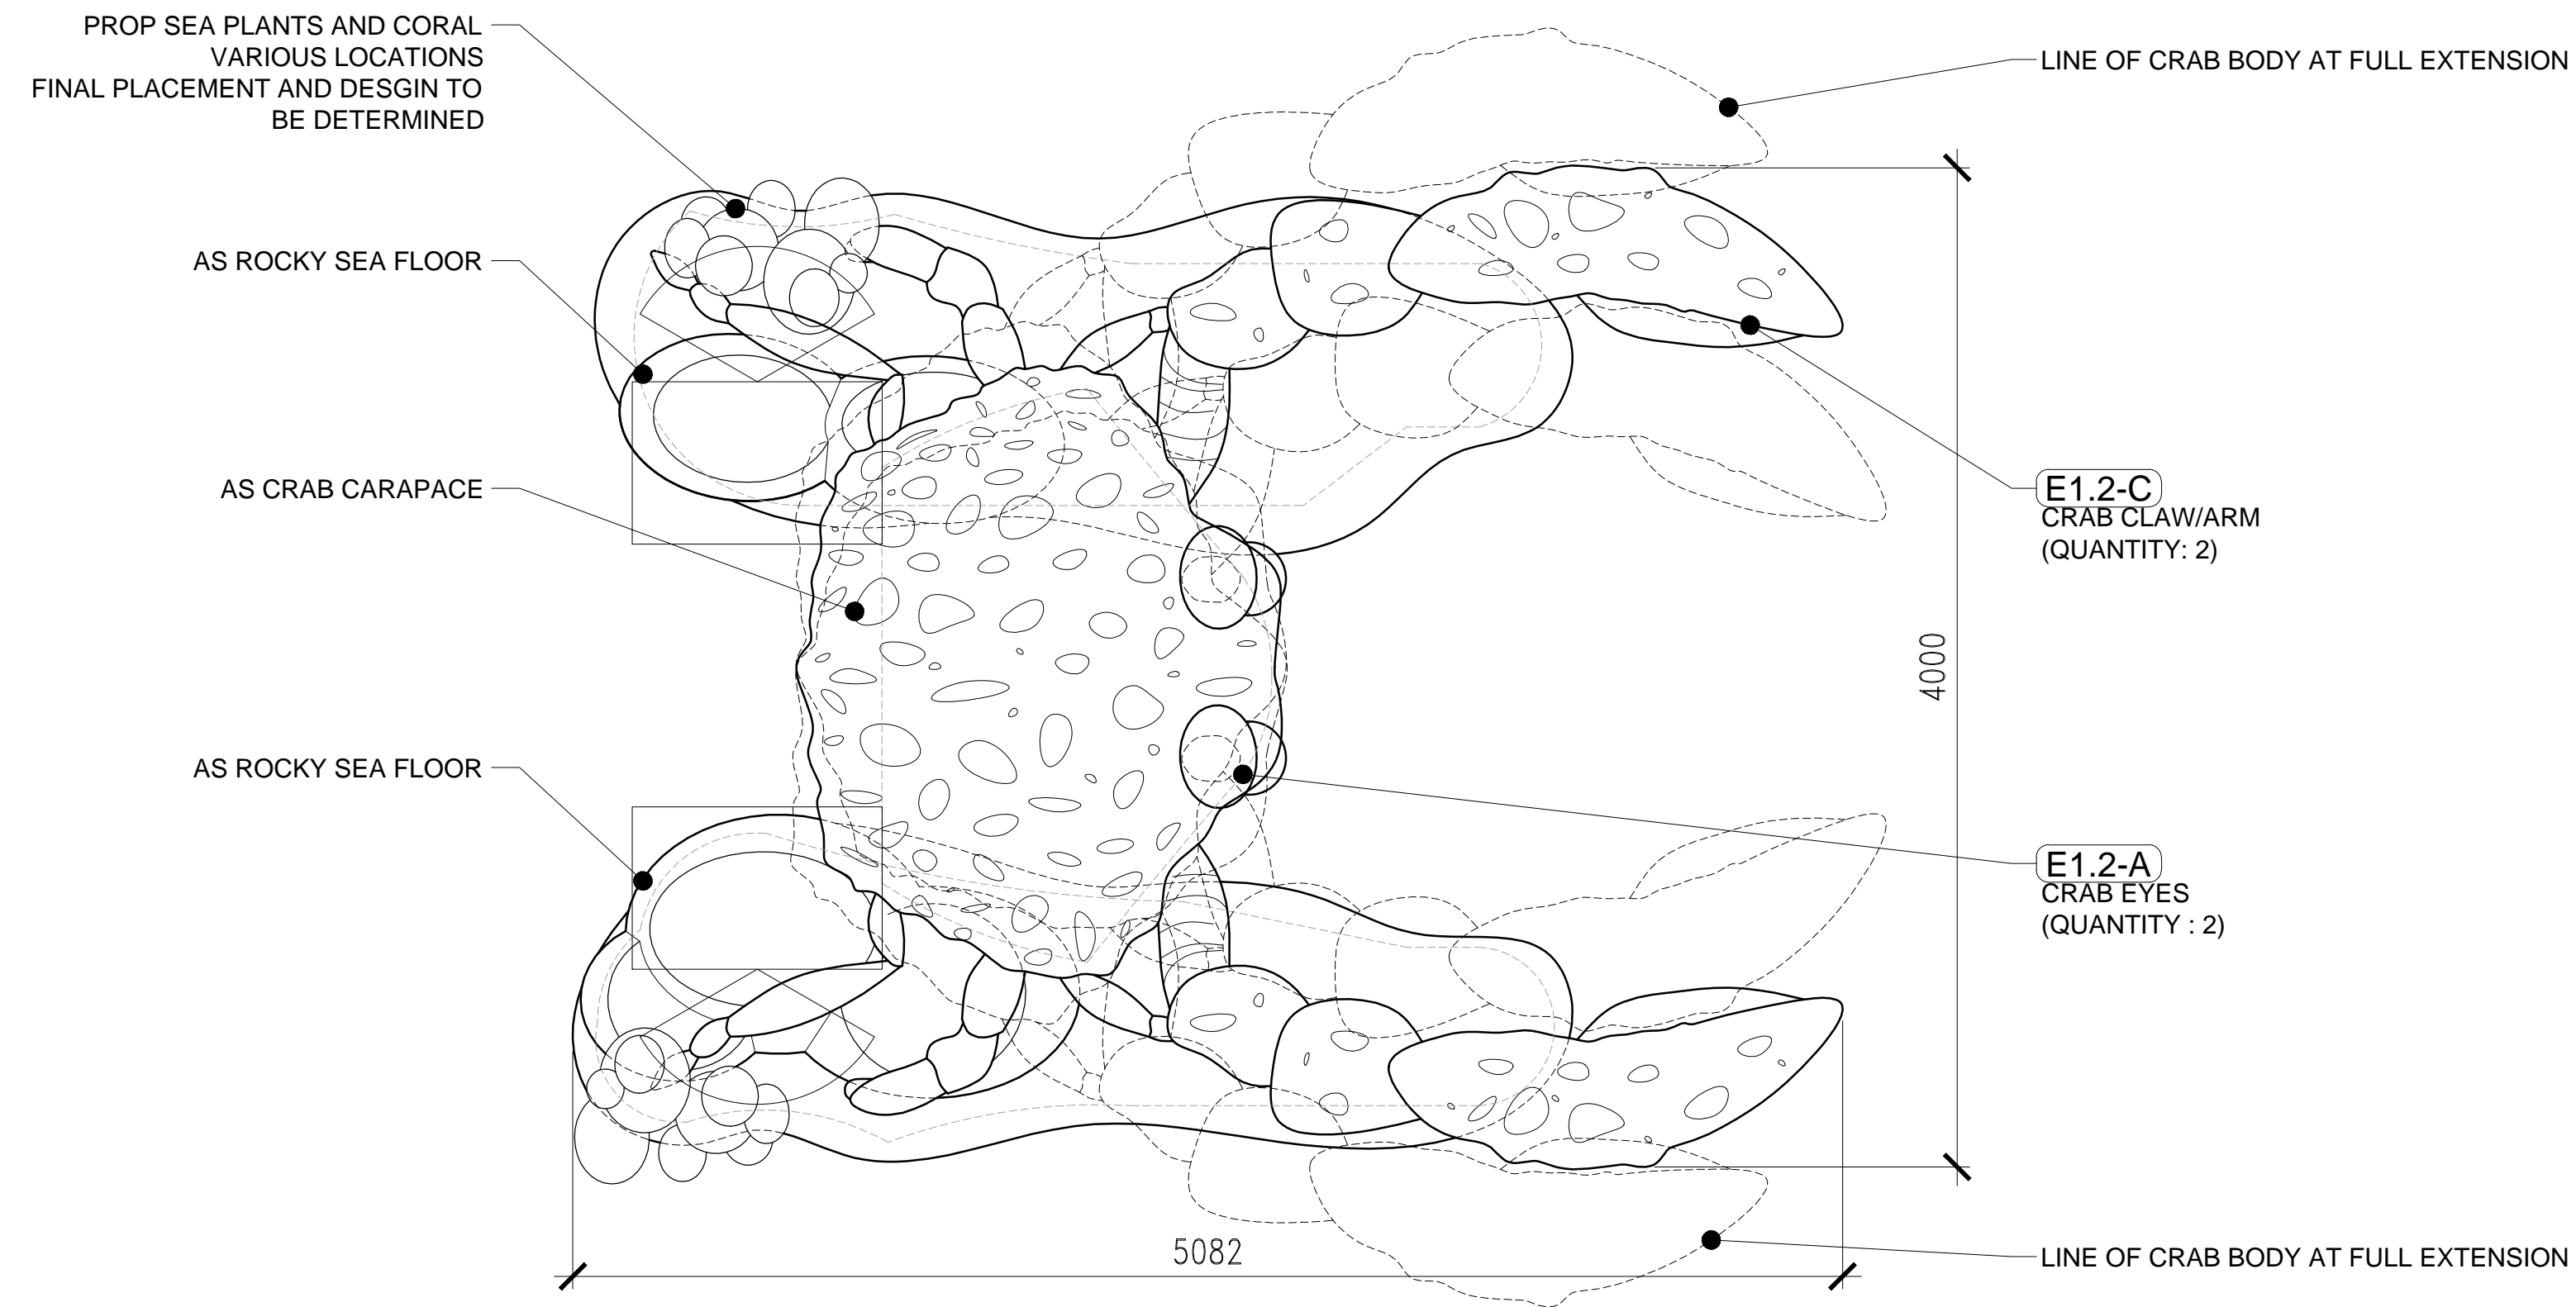 PROP SEA PLANTS AND CORAL
VARIOUS LOCATIONS
FINAL PLACEMENT AND DESGIN TO
BE DETERMINED
AS ROCKY SEA FLOOR
AS CRAB CARAPACE
AS ROCKY SEA FLOOR
LINE OF CRAB BODY AT FULL EXTENSION
E1.2-C
CRAB CLAW/ARM
(QUANTITY: 2)
4000
E1.2-A
CRAB EYES
(QUANTITY : 2)
5082
LINE OF CRAB BODY AT FULL EXTENSION